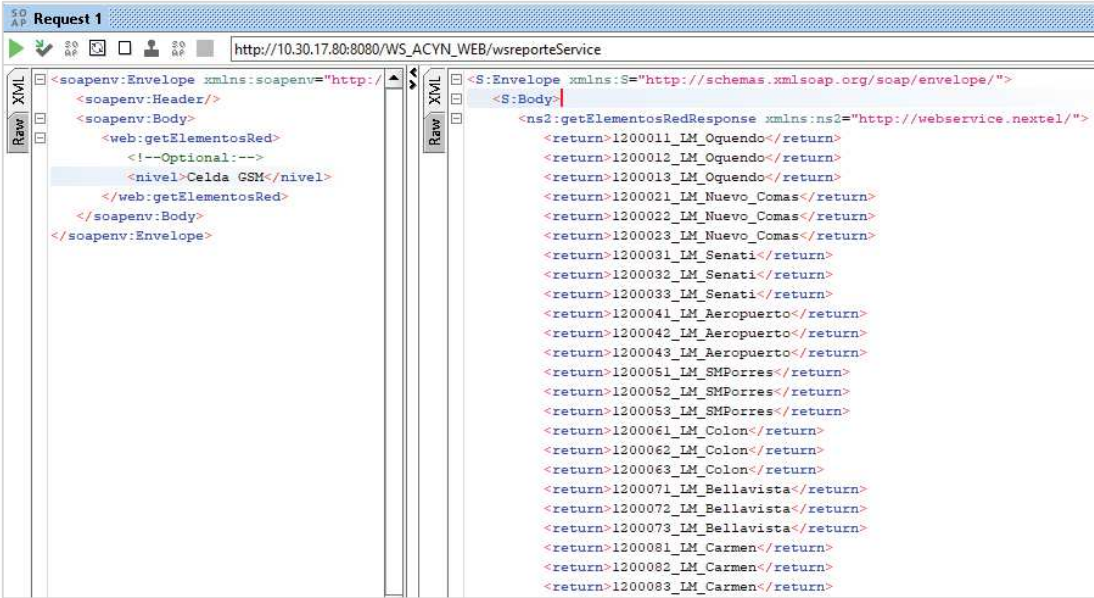 SOAP Request 1
http://10.30.17.80:8080/WS_ACYN_WEB/wsreporteService
XML
Raw
<soapenv:Envelope xmlns:soapenv="http:/
<soapenv:Header/>
<soapenv:Body>
<web:getElementosRed>
<!--Optional:-->
<nivel>Celda GSM</nivel>
</web:getElementosRed>
</soapenv:Body>
</soapenv:Envelope>
XML
Raw
<S:Envelope xmlns:S="http://schemas.xmlsoap.org/soap/envelope/">
<S:Body>
<ns2:getElementosRedResponse xmlns:ns2="http://webservice.nextel/">
<return>1200011_LM_Oquendo</return>
<return>1200012_LM_Oquendo</return>
<return>1200013_LM_Oquendo</return>
<return>1200021_LM_Nuevo_Comas</return>
<return>1200022_LM_Nuevo_Comas</return>
<return>1200023_LM_Nuevo_Comas</return>
<return>1200031_LM_Senati</return>
<return>1200032_LM_Senati</return>
<return>1200033_LM_Senati</return>
<return>1200041_LM_Aeropuerto</return>
<return>1200042_LM_Aeropuerto</return>
<return>1200043_LM_Aeropuerto</return>
<return>1200051_LM_SMPorres</return>
<return>1200052_LM_SMPorres</return>
<return>1200053_LM_SMPorres</return>
<return>1200061_LM_Colon</return>
<return>1200062_LM_Colon</return>
<return>1200063_LM_Colon</return>
<return>1200071_LM_Bellavista</return>
<return>1200072_LM_Bellavista</return>
<return>1200073_LM_Bellavista</return>
<return>1200081_LM_Carmen</return>
<return>1200082_LM_Carmen</return>
<return>1200083_LM_Carmen</return>